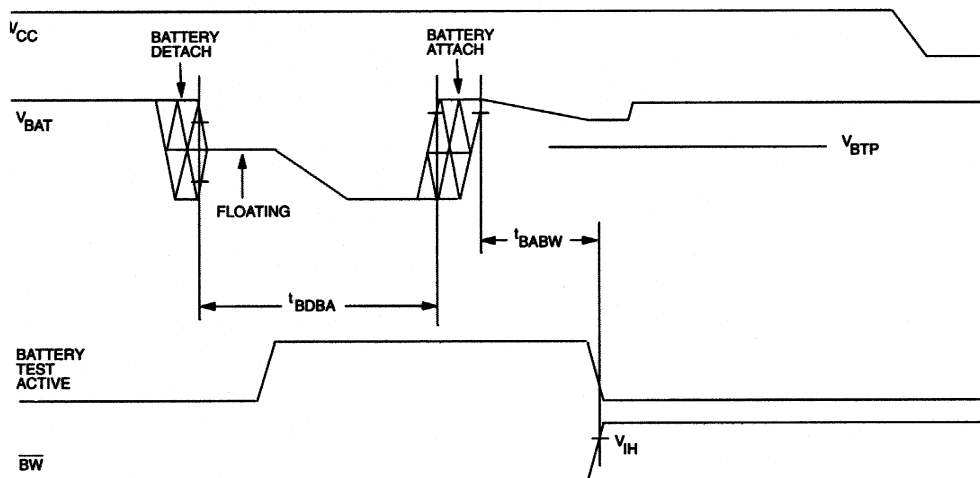 VCC
BATTERY
DETACH
BATTERY
ATTACH
VBAT
VBTP
FLOATING
tBABW
tBDBA
BATTERY
TEST
ACTIVE
VIH
BW